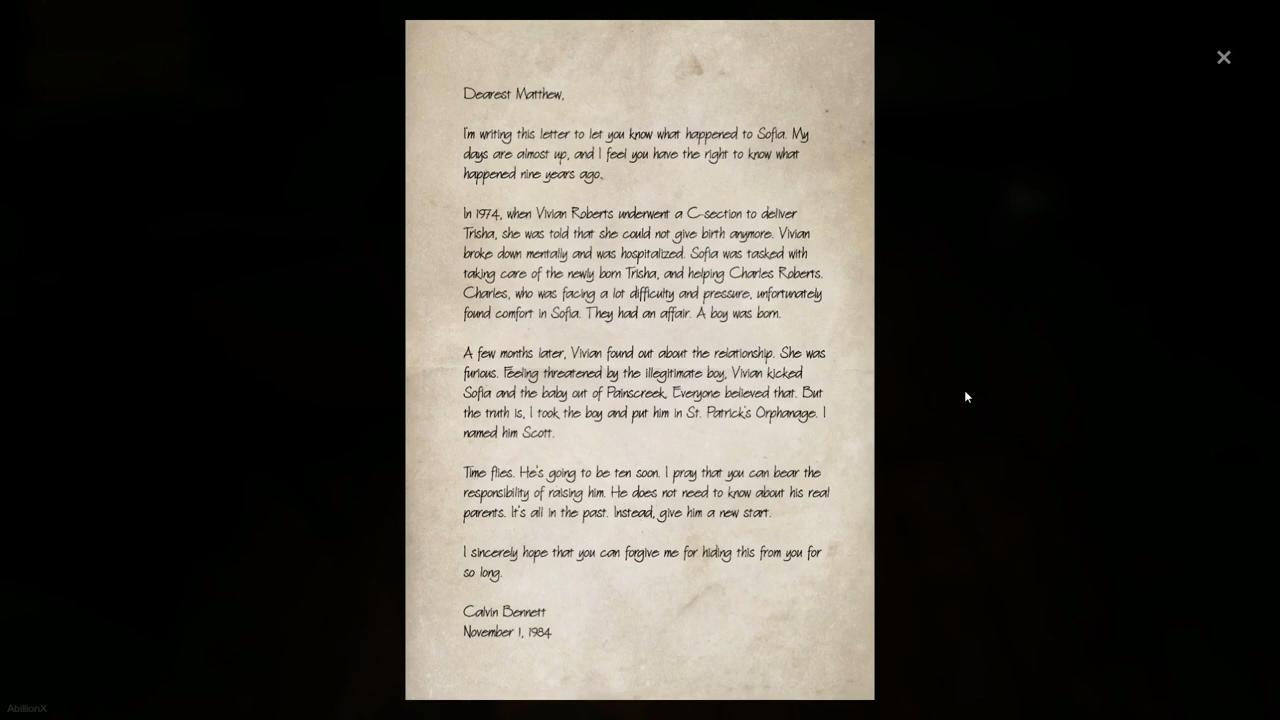 Dearest Matthew,
I'm writing this letter to let you know what happened to Sofia. My
days are almost up, and I feel you have the right to know what
happened nine years ago.
In 1974, when Vivian Roberts underwent a C-section to deliver
Trisha, she was told that she could not give birth anymore. Vivian
broke down mentally and was hospitalized. Sofia was tasked with
taking care of the newly born Trisha, and helping Charles Roberts.
Charles, who was facing a lot difficulty and pressure, unfortunately
found comfort in Sofia. They had an affair. A boy was born.
A few months later, Vivian found out about the relationship. She was
furious. Feeling threatened by the illegitimate boy, Vivian kicked
Sofia and the baby out of Painscreek. Everyone believed that. But
the truth is, I took the boy and put him in St. Patrick's Orphanage. I
named him Scott.
Time flies. He's going to be ten soon. I pray that you can bear the
responsibility of raising him. He does not need to know about his real
parents. It's all in the past. Instead, give him a new start.
I sincerely hope that you can forgive me for hiding this from you for
so long.
Calvin Bennett
November 1, 1984
AbillionX